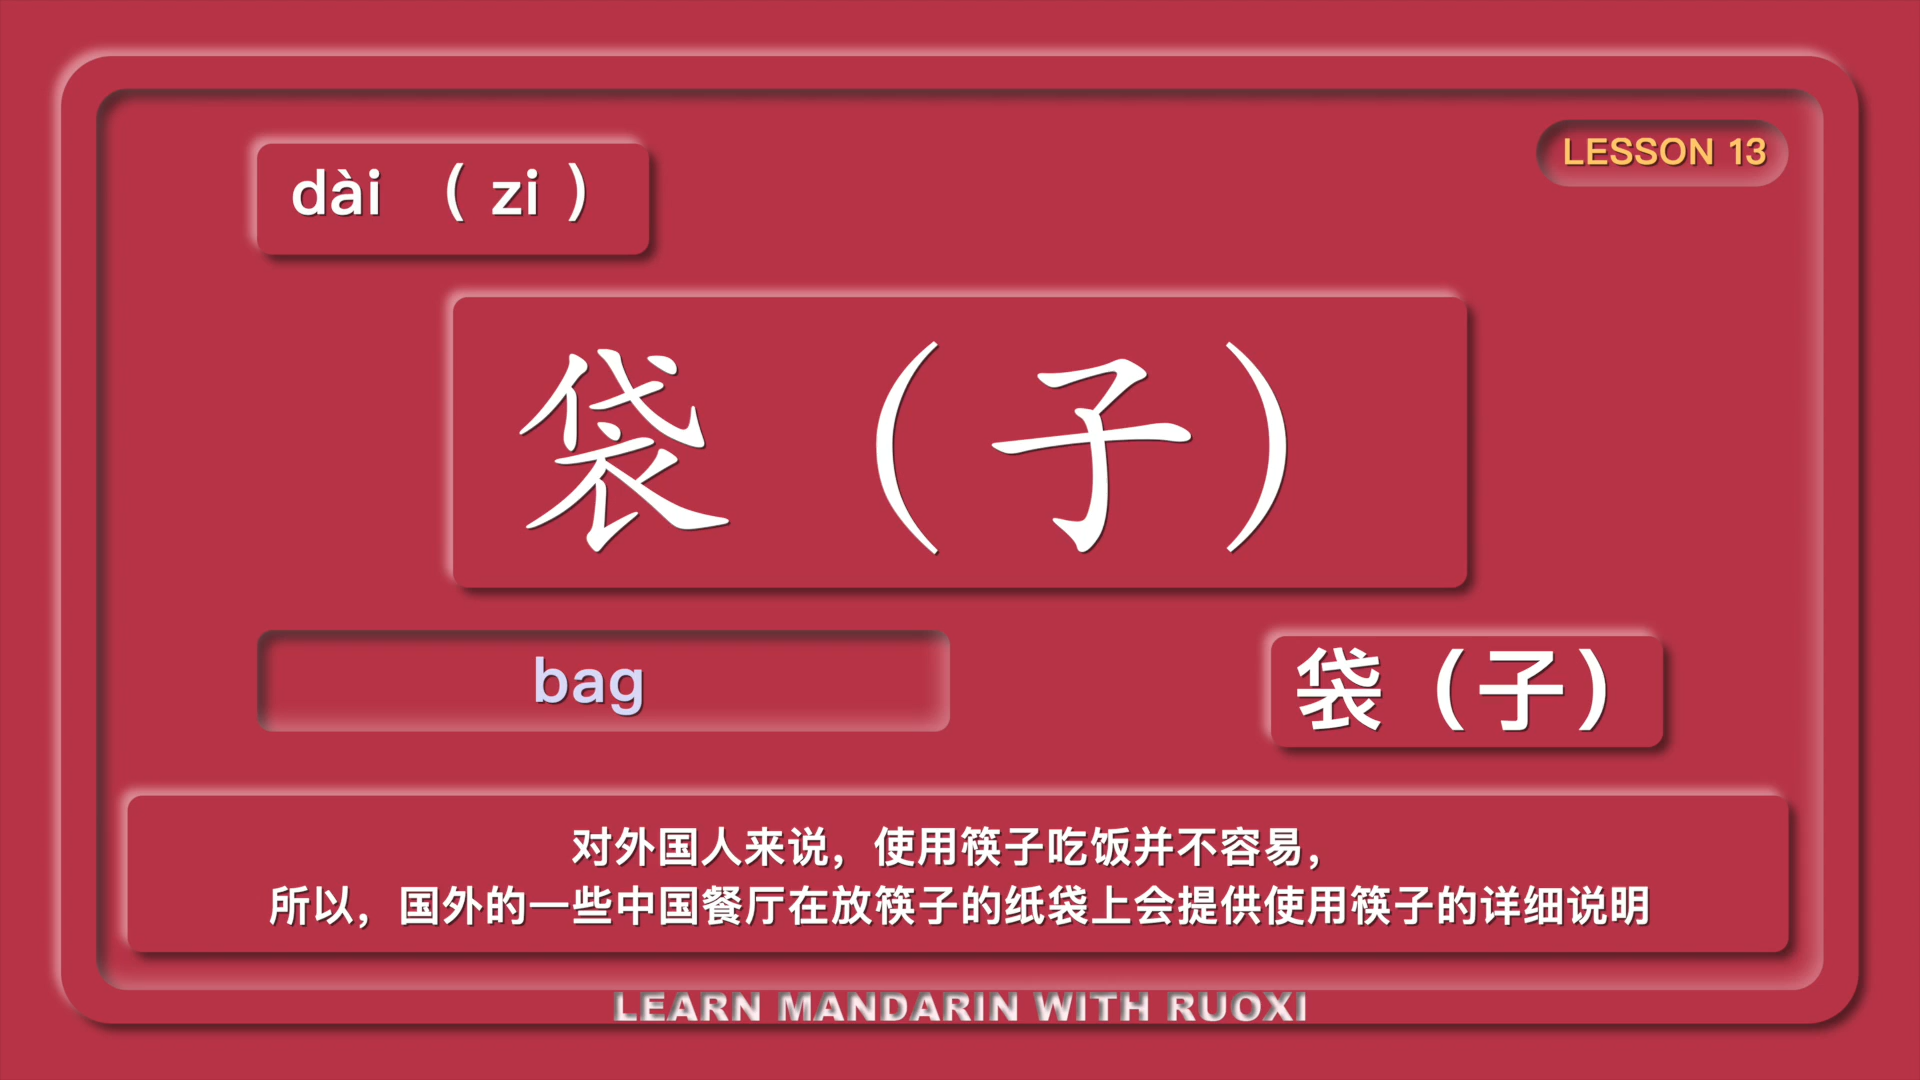 LESSON 13
dài （ zi ）
袋（子）
bag
袋（子）
对外国人来说，使用筷子吃饭并不容易，
所以，国外的一些中国餐厅在放筷子的纸袋上会提供使用筷子的详细说明
LEARN MANDARIN WITH RUOXI